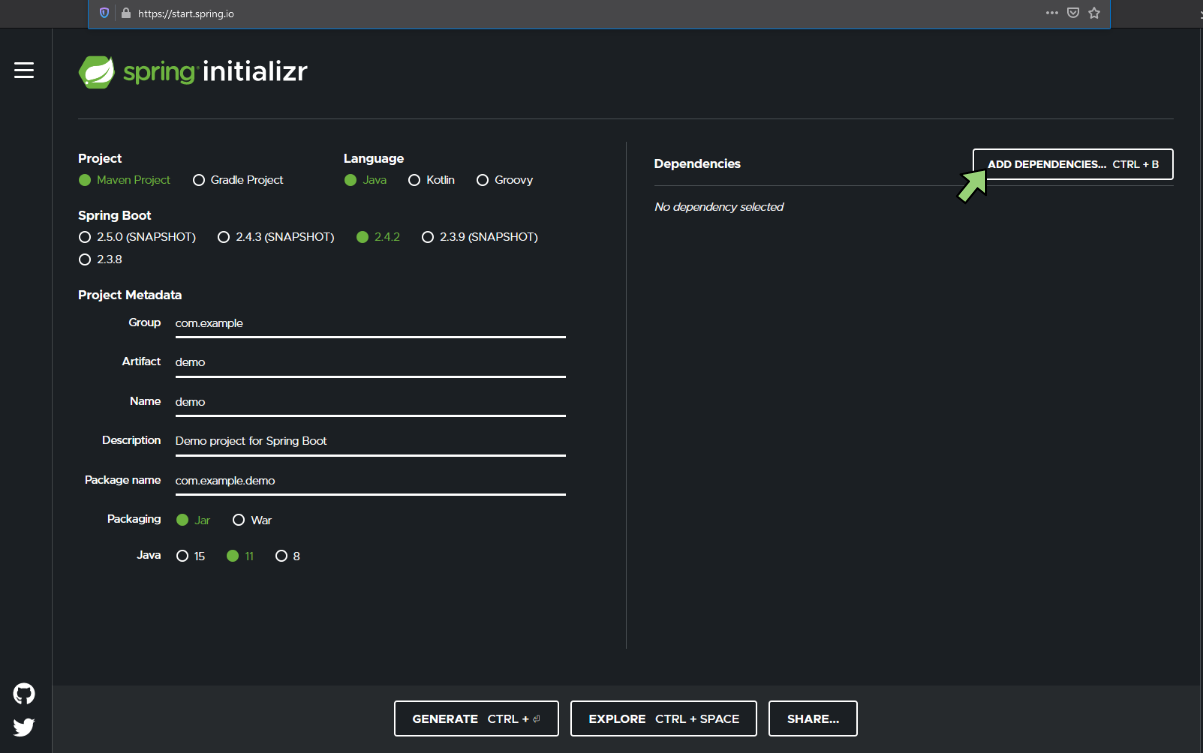 https://start.spring.io
spring initializr
Project
Maven Project Gradle Project
Language
Java Kotlin Groovy
Spring Boot
2.5.0 (SNAPSHOT) 2.4.3 (SNAPSHOT) 2.4.2 2.3.9 (SNAPSHOT)
2.3.8
Project Metadata
Group com.example
Artifact demo
Name demo
Description Demo project for Spring Boot
Package name com.example.demo
Packaging Jar War
Java 15 11 8
Dependencies
ADD DEPENDENCIES... CTRL + B
No dependency selected
GENERATE CTRL + ⏎
EXPLORE CTRL + SPACE
SHARE...